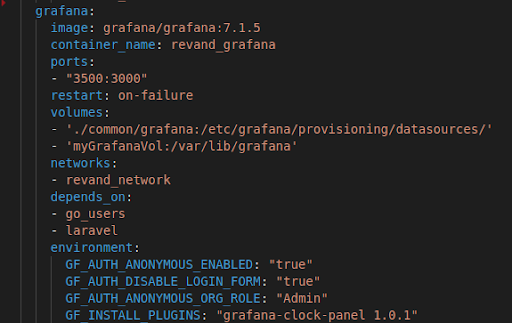 grafana:
image: grafana/grafana:7.1.5
container_name: revand_grafana
ports:
- "3500:3000"
restart: on-failure
volumes:
- './common/grafana:/etc/grafana/provisioning/datasources/'
- 'myGrafanaVol:/var/lib/grafana'
networks:
- revand_network
depends_on:
- go_users
- laravel
environment:
GF_AUTH_ANONYMOUS_ENABLED: "true"
GF_AUTH_DISABLE_LOGIN_FORM: "true"
GF_AUTH_ANONYMOUS_ORG_ROLE: "Admin"
GF_INSTALL_PLUGINS: "grafana-clock-panel 1.0.1"